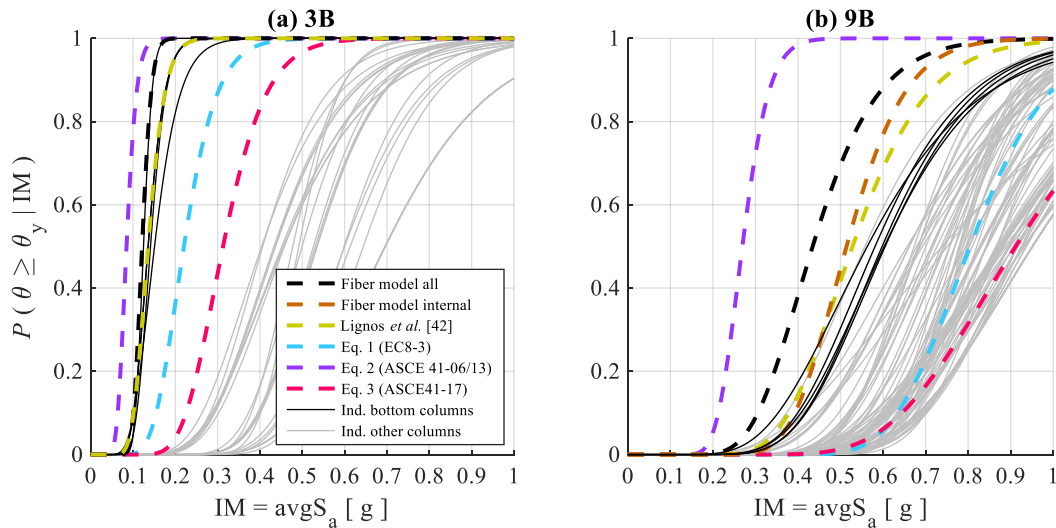 (a) 3B
(b) 9B
P ( θ ≥ θy | IM)
1
0.8
0.6
0.4
0.2
0
0 0.1 0.2 0.3 0.4 0.5 0.6 0.7 0.8 0.9 1
IM = avgSa [ g ]
Fiber model all
Fiber model internal
Lignos et al. [42]
Eq. 1 (EC8-3)
Eq. 2 (ASCE 41-06/13)
Eq. 3 (ASCE41-17)
Ind. bottom columns
Ind. other columns
1
0.8
0.6
0.4
0.2
0
0 0.1 0.2 0.3 0.4 0.5 0.6 0.7 0.8 0.9 1
IM = avgSa [ g ]